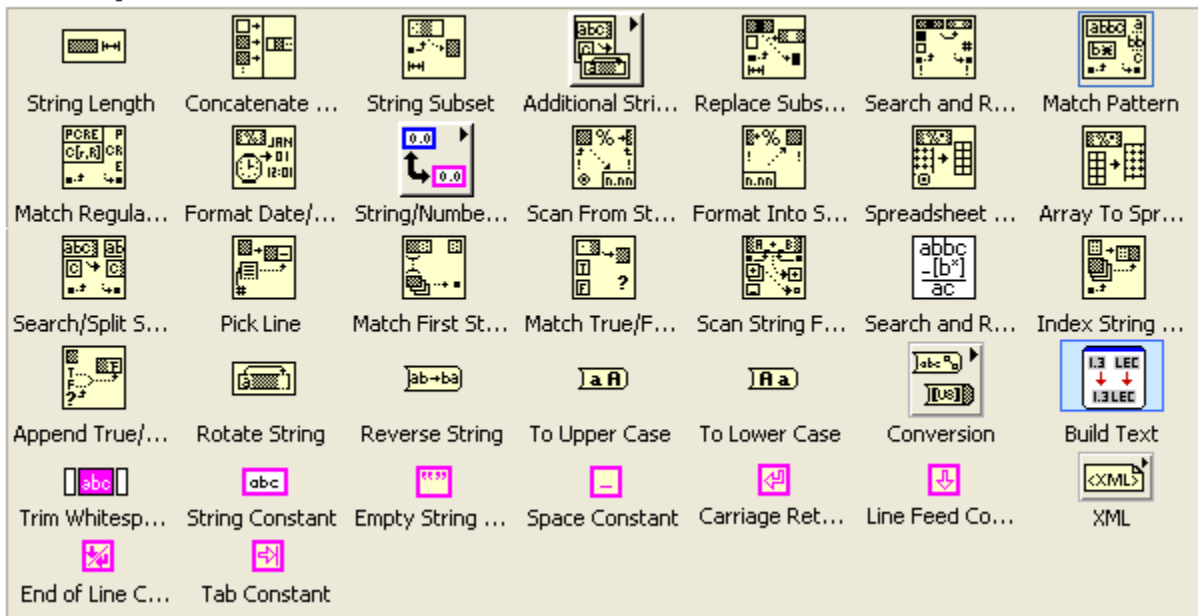 String Length Concatenate ... String Subset Additional Stri... Replace Subs... Search and R... Match Pattern
Match Regula... Format Date/... String/Numbe... Scan From St... Format Into S... Spreadsheet ... Array To Spr...
Search/Split S... Pick Line Match First St... Match True/F... Scan String F... Search and R... Index String ...
Append True/... Rotate String Reverse String To Upper Case To Lower Case Conversion Build Text
Trim Whitesp... String Constant Empty String ... Space Constant Carriage Ret... Line Feed Co... XML
End of Line C... Tab Constant